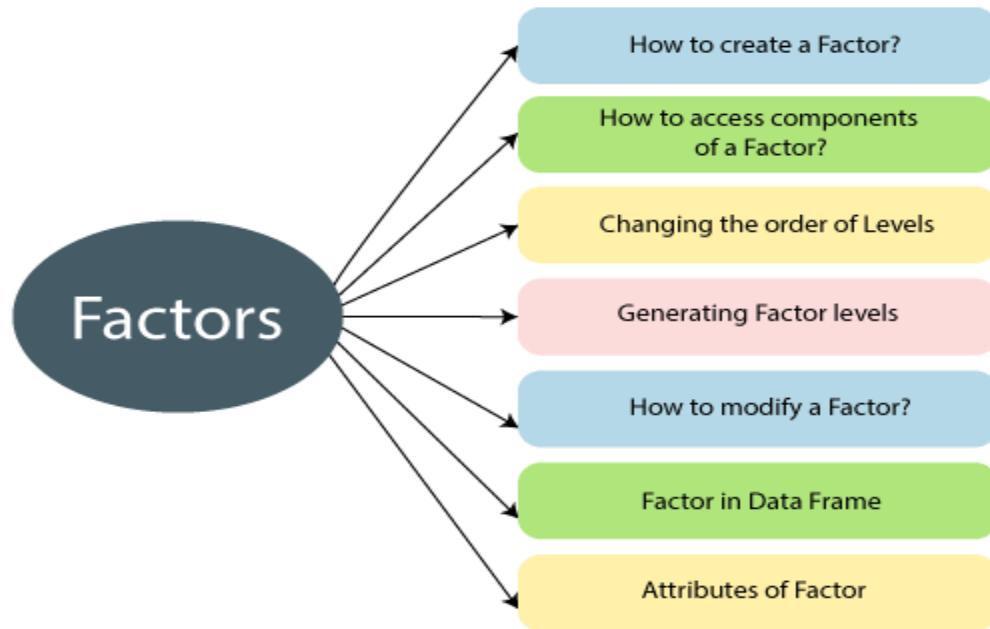 Factors
How to create a Factor?
How to access components
of a Factor?
Changing the order of Levels
Generating Factor levels
How to modify a Factor?
Factor in Data Frame
Attributes of Factor